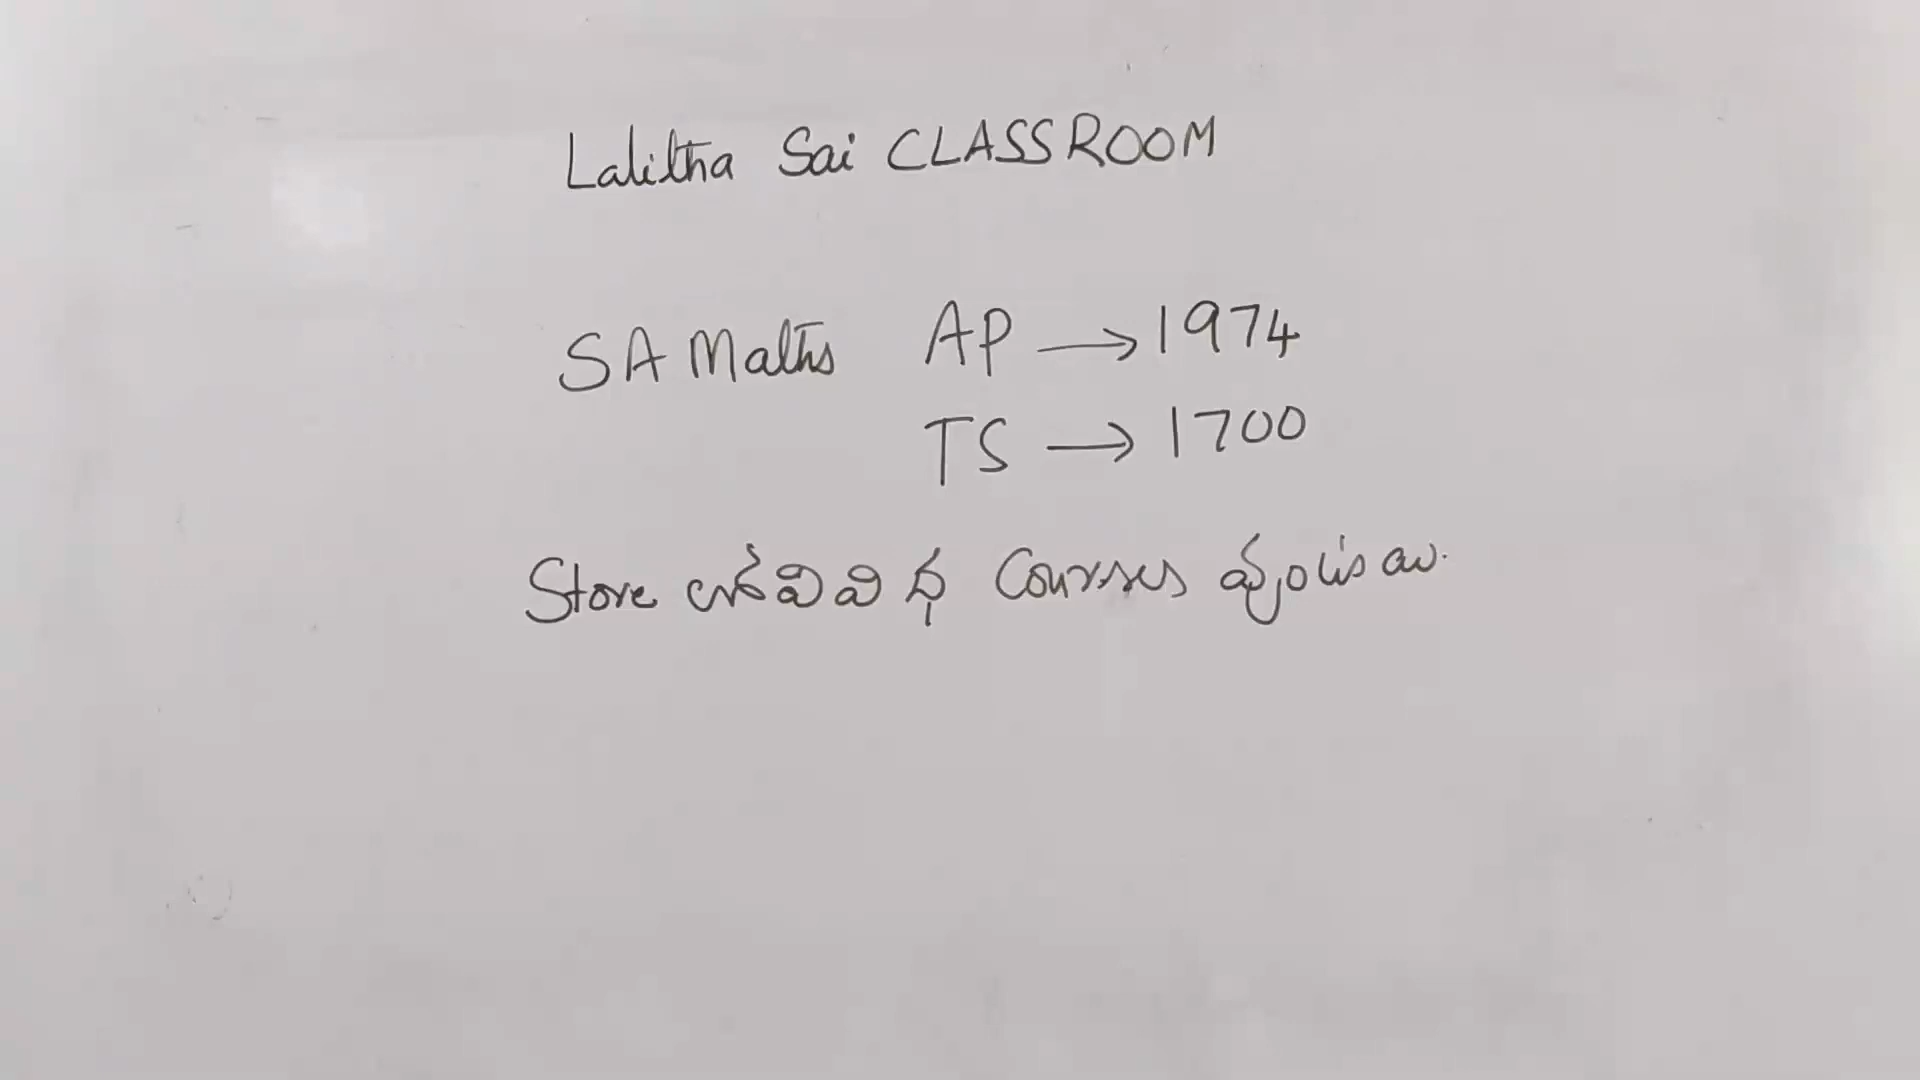 Lalitha Sai CLASSROOM
SA Maths AP → 1974
TS → 1700
Store లో వివిధ Courses వ్యాలిడిటీ